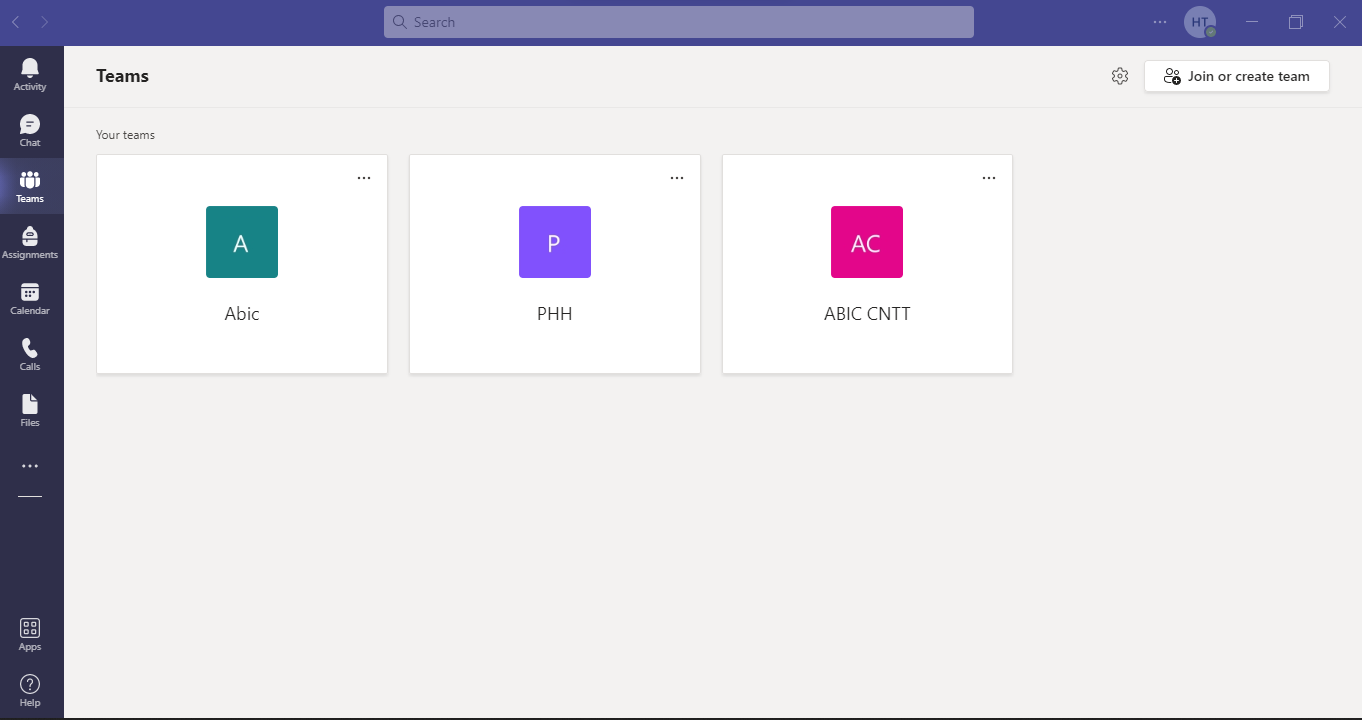 Search
HT
Activity
Chat
Teams
Assignments
Calendar
Calls
Files
Apps
Help
Teams
Join or create team
Your teams
A
Abic
P
PHH
AC
ABIC CNTT